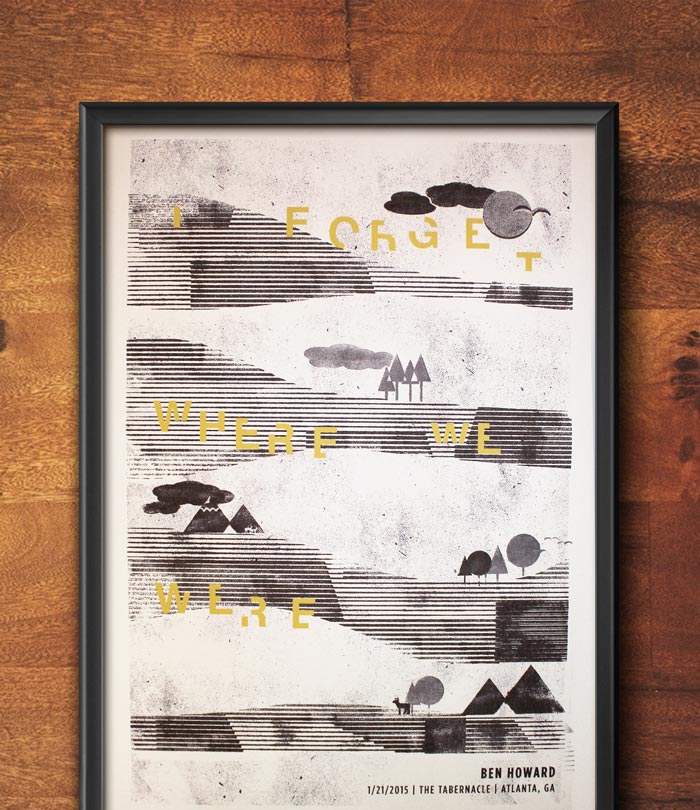 I FORGET
WHERE WE
WERE
BEN HOWARD
1/21/2015 | THE TABERNACLE | ATLANTA, GA